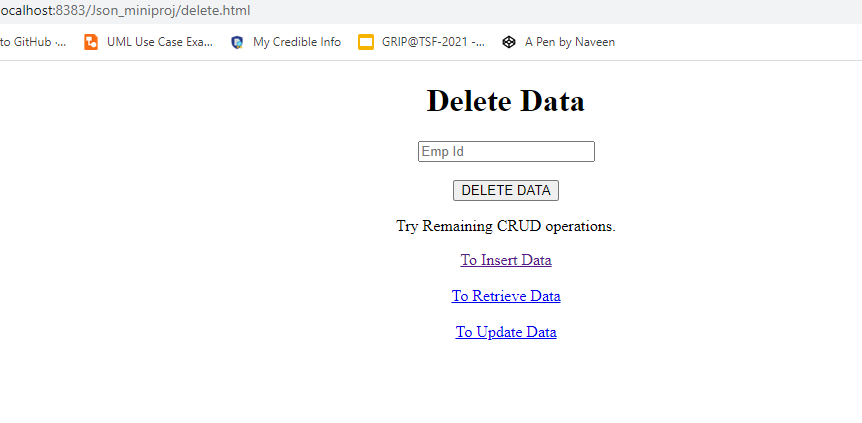 ocalhost:8383/Json_miniproj/delete.html
to GitHub ·... UML Use Case Exa... My Credible Info GRIP@TSF-2021 -... A Pen by Naveen
Delete Data
Emp Id
DELETE DATA
Try Remaining CRUD operations.
To Insert Data
To Retrieve Data
To Update Data